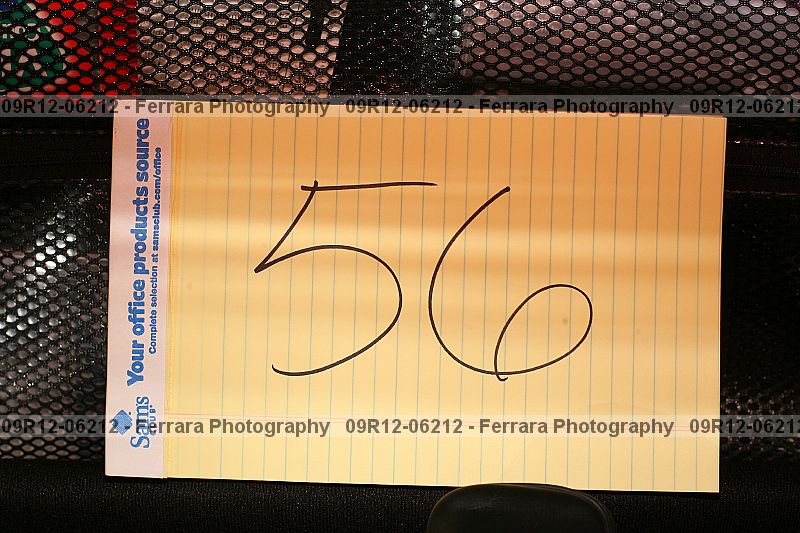 09R12-06212 - Ferrara Photography 09R12-06212 - Ferrara Photography 09R12-06212
56
Your office products source
Complete selection at samsclub.com/office
Sam's
CLUB
09R12-06212 - Ferrara Photography 09R12-06212 - Ferrara Photography 09R12-06212